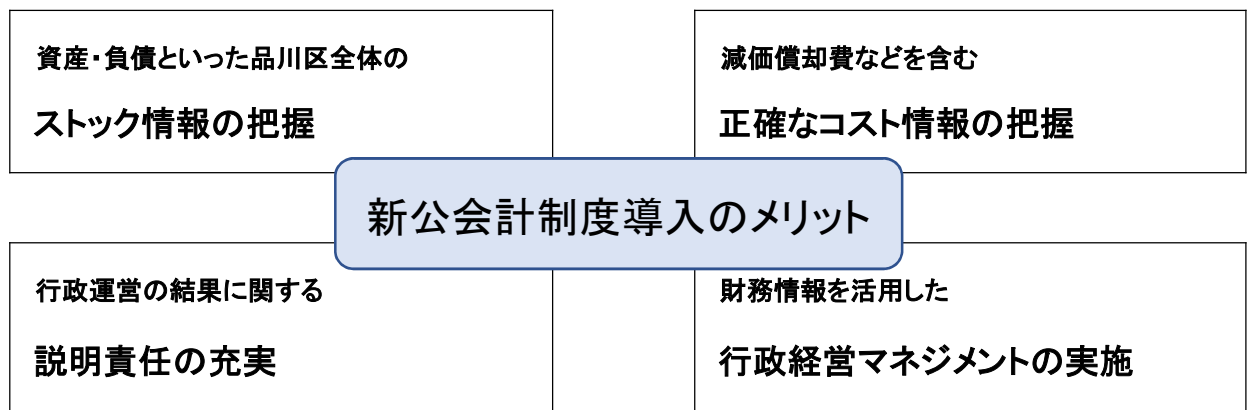 資産・負債といった品川区全体の
ストック情報の把握
減価償却費などを含む
正確なコスト情報の把握
新公会計制度導入のメリット
行政運営の結果に関する
説明責任の充実
財務情報を活用した
行政経営マネジメントの実施